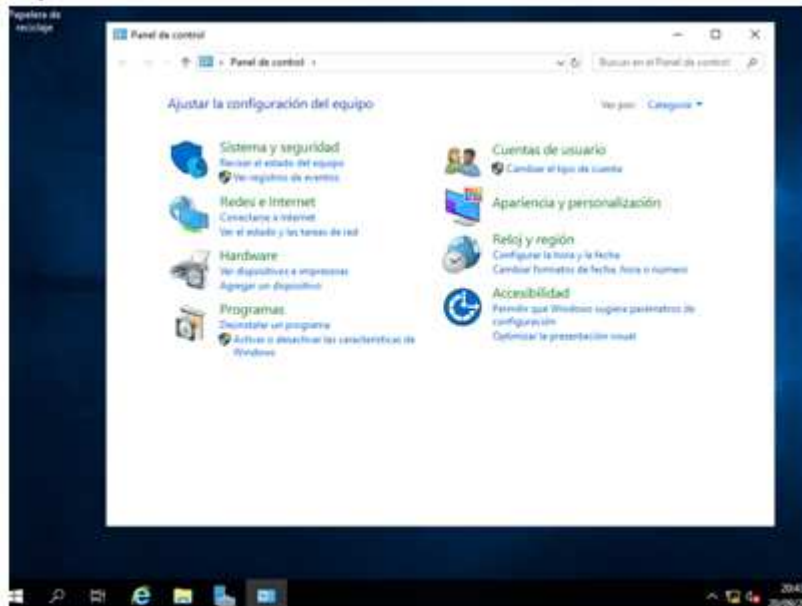 Papelera de
reciclaje
Panel de control
Panel de control
Buscar en el Panel de control
Ajustar la configuración del equipo
Ver por: Categoría
Sistema y seguridad
Revisar el estado del equipo
Ver registros de eventos
Redes e Internet
Conectarse a Internet
Ver el estado y las tareas de red
Hardware
Ver dispositivos e impresoras
Agregar un dispositivo
Programas
Desinstalar un programa
Activar o desactivar las características de
Windows
Cuentas de usuario
Cambiar el tipo de cuenta
Apariencia y personalización
Reloj y región
Configurar la hora y la fecha
Cambiar formatos de fecha, hora o número
Accesibilidad
Permitir que Windows sugiera parámetros de
configuración
Optimizar la presentación visual